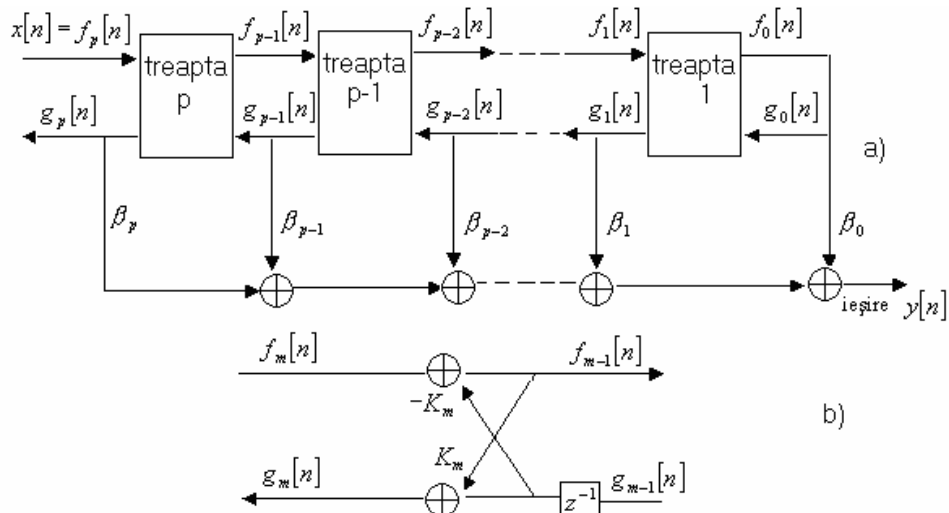 x[n] = f_p[n]
f_{p-1}[n]
f_{p-2}[n]
f_1[n]
f_0[n]
treapta p
treapta p-1
treapta 1
g_p[n]
g_{p-1}[n]
g_{p-2}[n]
g_1[n]
g_0[n]
a)
β_p
β_{p-1}
β_{p-2}
β_1
β_0
ieşire
y[n]
f_m[n]
f_{m-1}[n]
-K_m
b)
K_m
g_m[n]
z^{-1}
g_{m-1}[n]